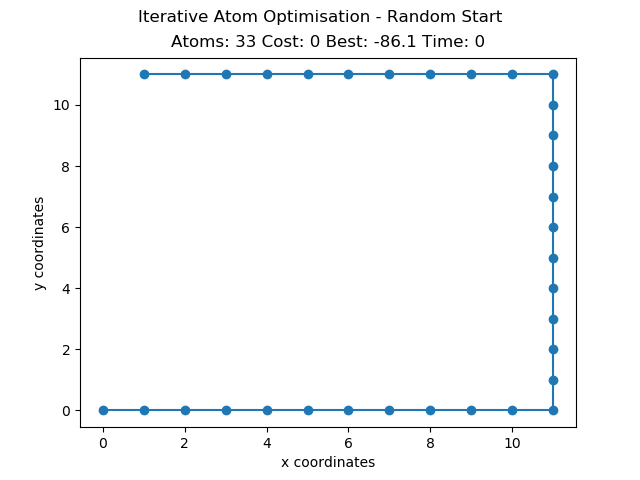 Iterative Atom Optimisation - Random Start
Atoms: 33 Cost: 0 Best: -86.1 Time: 0
10
8
6
4
2
0
y coordinates
0 2 4 6 8 10
x coordinates